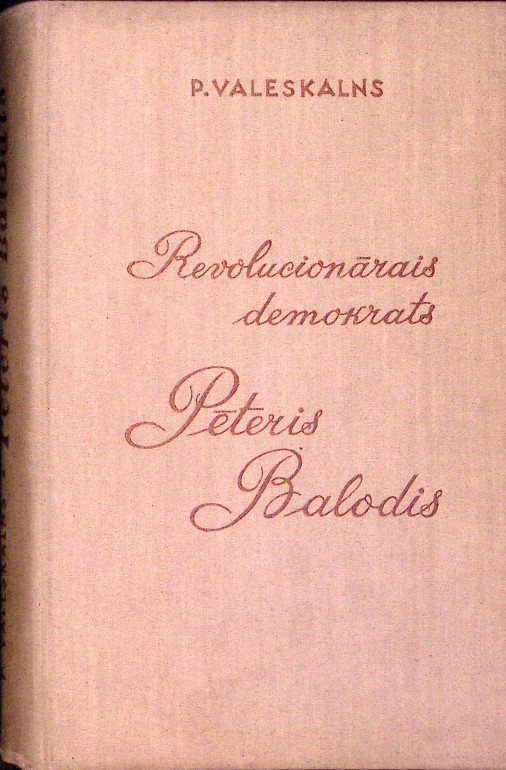 P. VALESKALNS
Revolucionārais
demokrats
Pēteris
Balodis